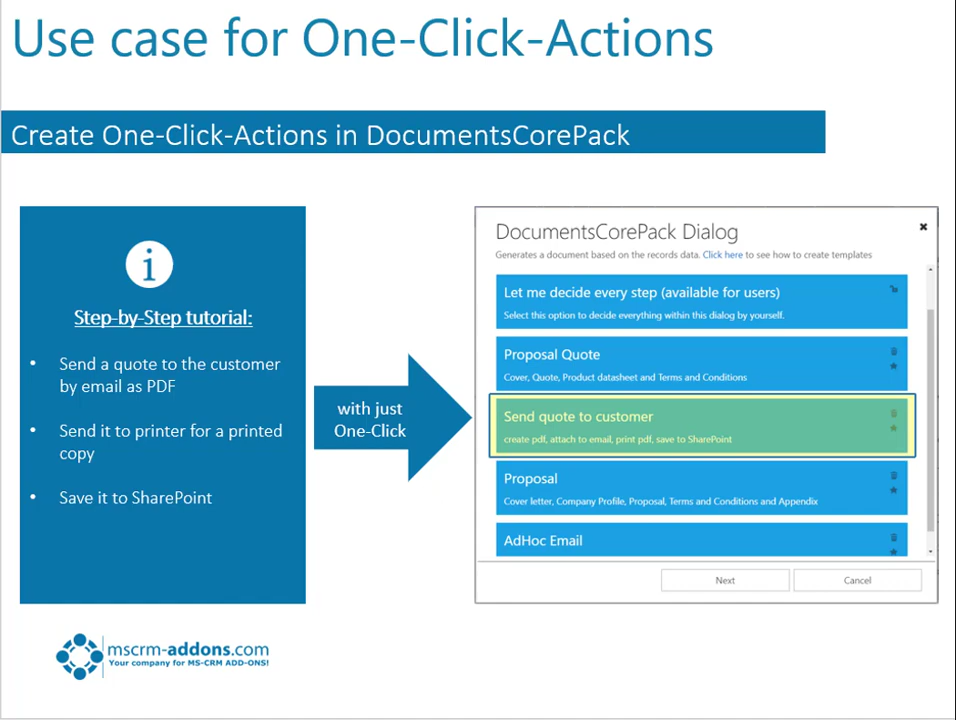 Use case for One-Click-Actions
Create One-Click-Actions in DocumentsCorePack
i
Step-by-Step tutorial:
• Send a quote to the customer
by email as PDF
• Send it to printer for a printed
copy
• Save it to SharePoint
with just
One-Click
DocumentsCorePack Dialog
Generates a document based on the records data. Click here to see how to create templates
Let me decide every step (available for users)
Select this option to decide everything within this dialog by yourself.
Proposal Quote
Cover, Quote, Product datasheet and Terms and Conditions
Send quote to customer
create pdf, attach to email, print pdf, save to SharePoint
Proposal
Cover letter, Company Profile, Proposal, Terms and Conditions and Appendix
AdHoc Email
Next
Cancel
mscrm-addons.com
Your company for MS-CRM ADD-ONS!